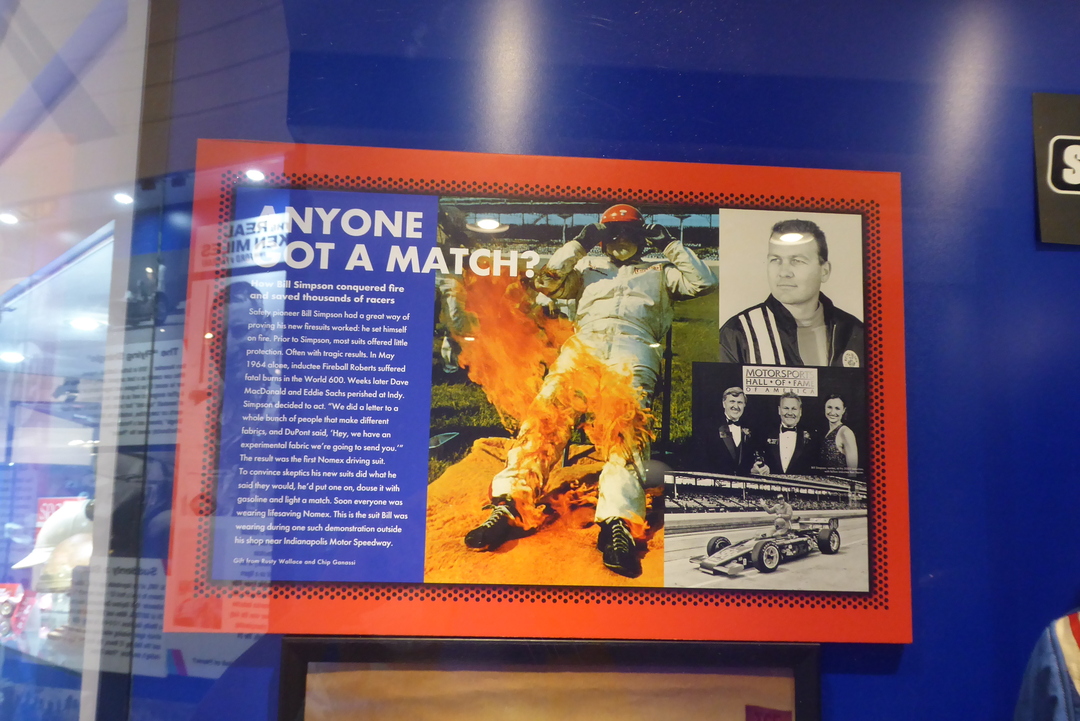 ANYONE
GOT A MATCH?
How Bill Simpson conquered fire
and saved thousands of racers
Safety pioneer Bill Simpson had a great way of
proving his new firesuits worked: he set himself
on fire. Prior to Simpson, most suits offered little
protection. Often with tragic results. In May
1964 alone, inductee Fireball Roberts suffered
fatal burns in the World 600. Weeks later Dave
MacDonald and Eddie Sachs perished at Indy.
Simpson decided to act. “We did a letter to a
whole bunch of people that make different
fabrics, and DuPont said, ‘Hey, we have an
experimental fabric we’re going to send you.’”
The result was the first Nomex driving suit.
To convince skeptics his new suits did what he
said they would, he’d put one on, douse it with
gasoline and light a match. Soon everyone was
wearing lifesaving Nomex. This is the suit Bill was
wearing during one such demonstration outside
his shop near Indianapolis Motor Speedway.
Gift from Rusty Wallace and Chip Ganassi
MOTORSPORTS
HALL • OF • FAME
OF AMERICA
REAL
KEN MILES